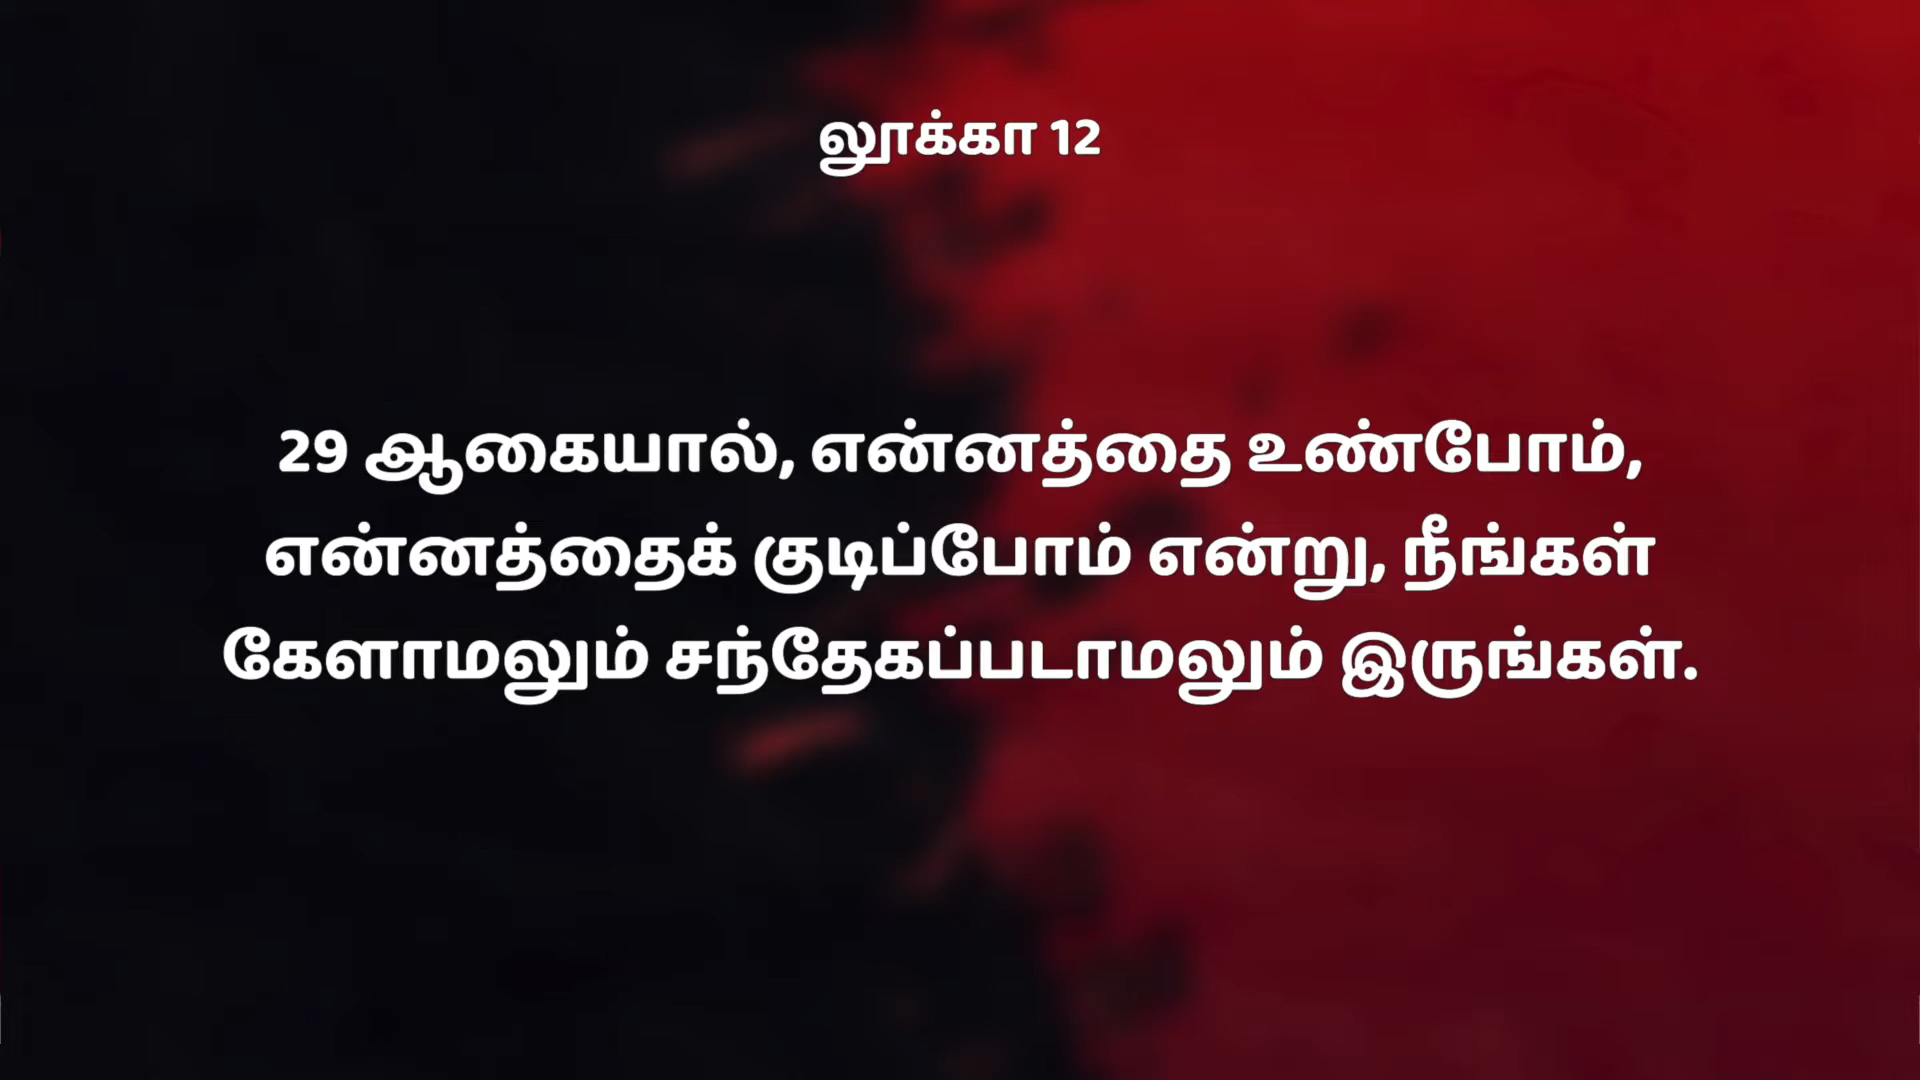 லூக்கா 12
29 ஆகையால், என்னத்தை உண்போம்,
என்னத்தைக் குடிப்போம் என்று, நீங்கள்
கேளாமலும் சந்தேகப்படாமலும் இருங்கள்.